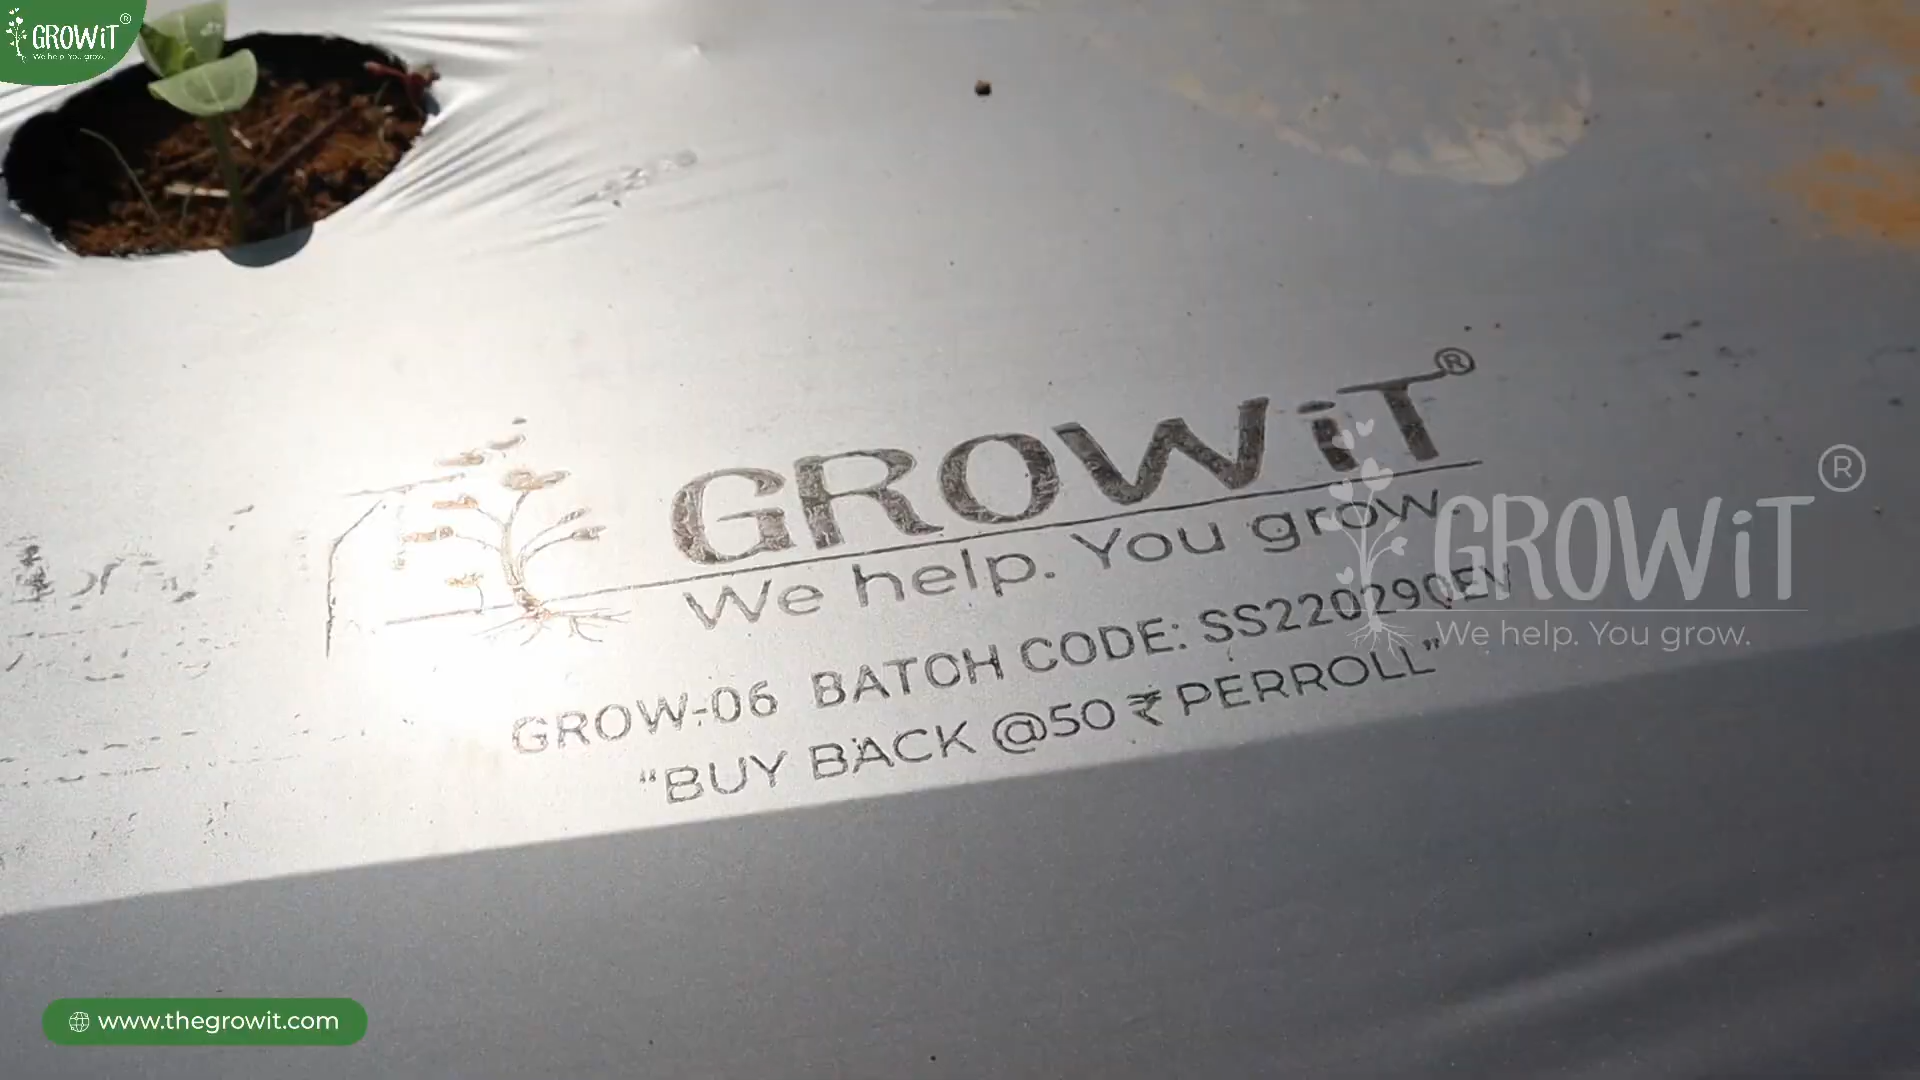 GROWiT®
We help. You grow.
GROWiT®
We help. You grow
GROW-06 BATCH CODE: SS220290EV
"BUY BACK @50 ₹ PERROLL"
GROWiT®
We help. You grow.
www.thegrowit.com